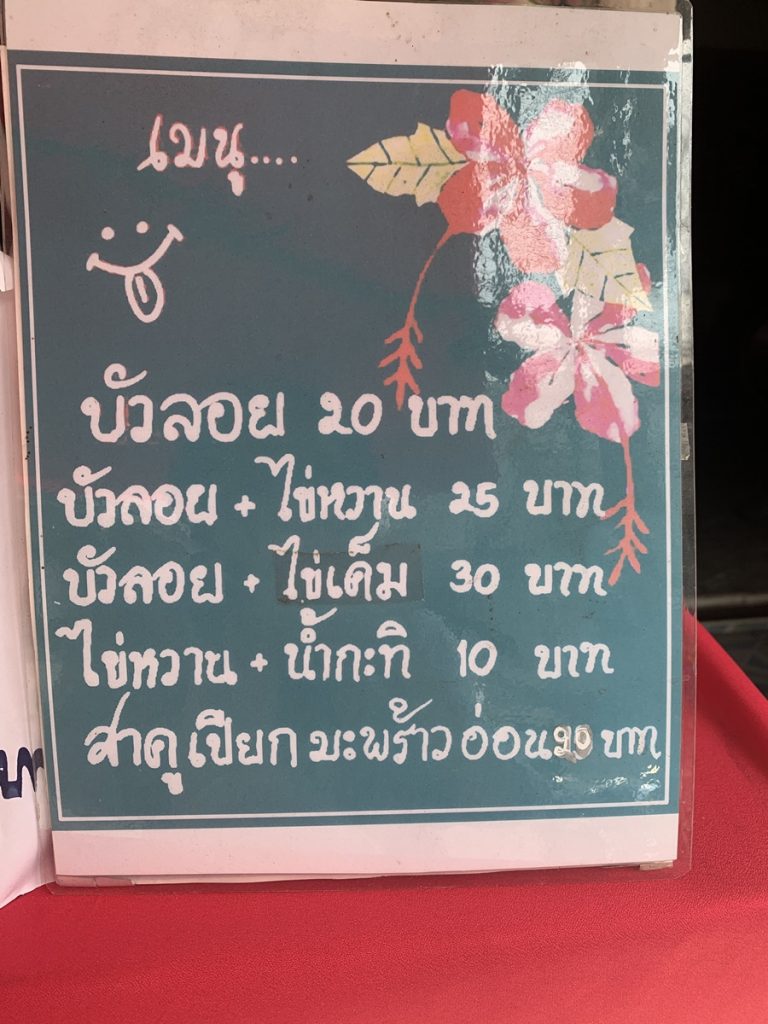 เมนู....
บัวลอย 20 บาท
บัวลอย + ไข่หวาน 25 บาท
บัวลอย + ไข่เค็ม 30 บาท
ไข่หวาน + น้ำกะทิ 10 บาท
สาคูเปียกมะพร้าวอ่อน บาท